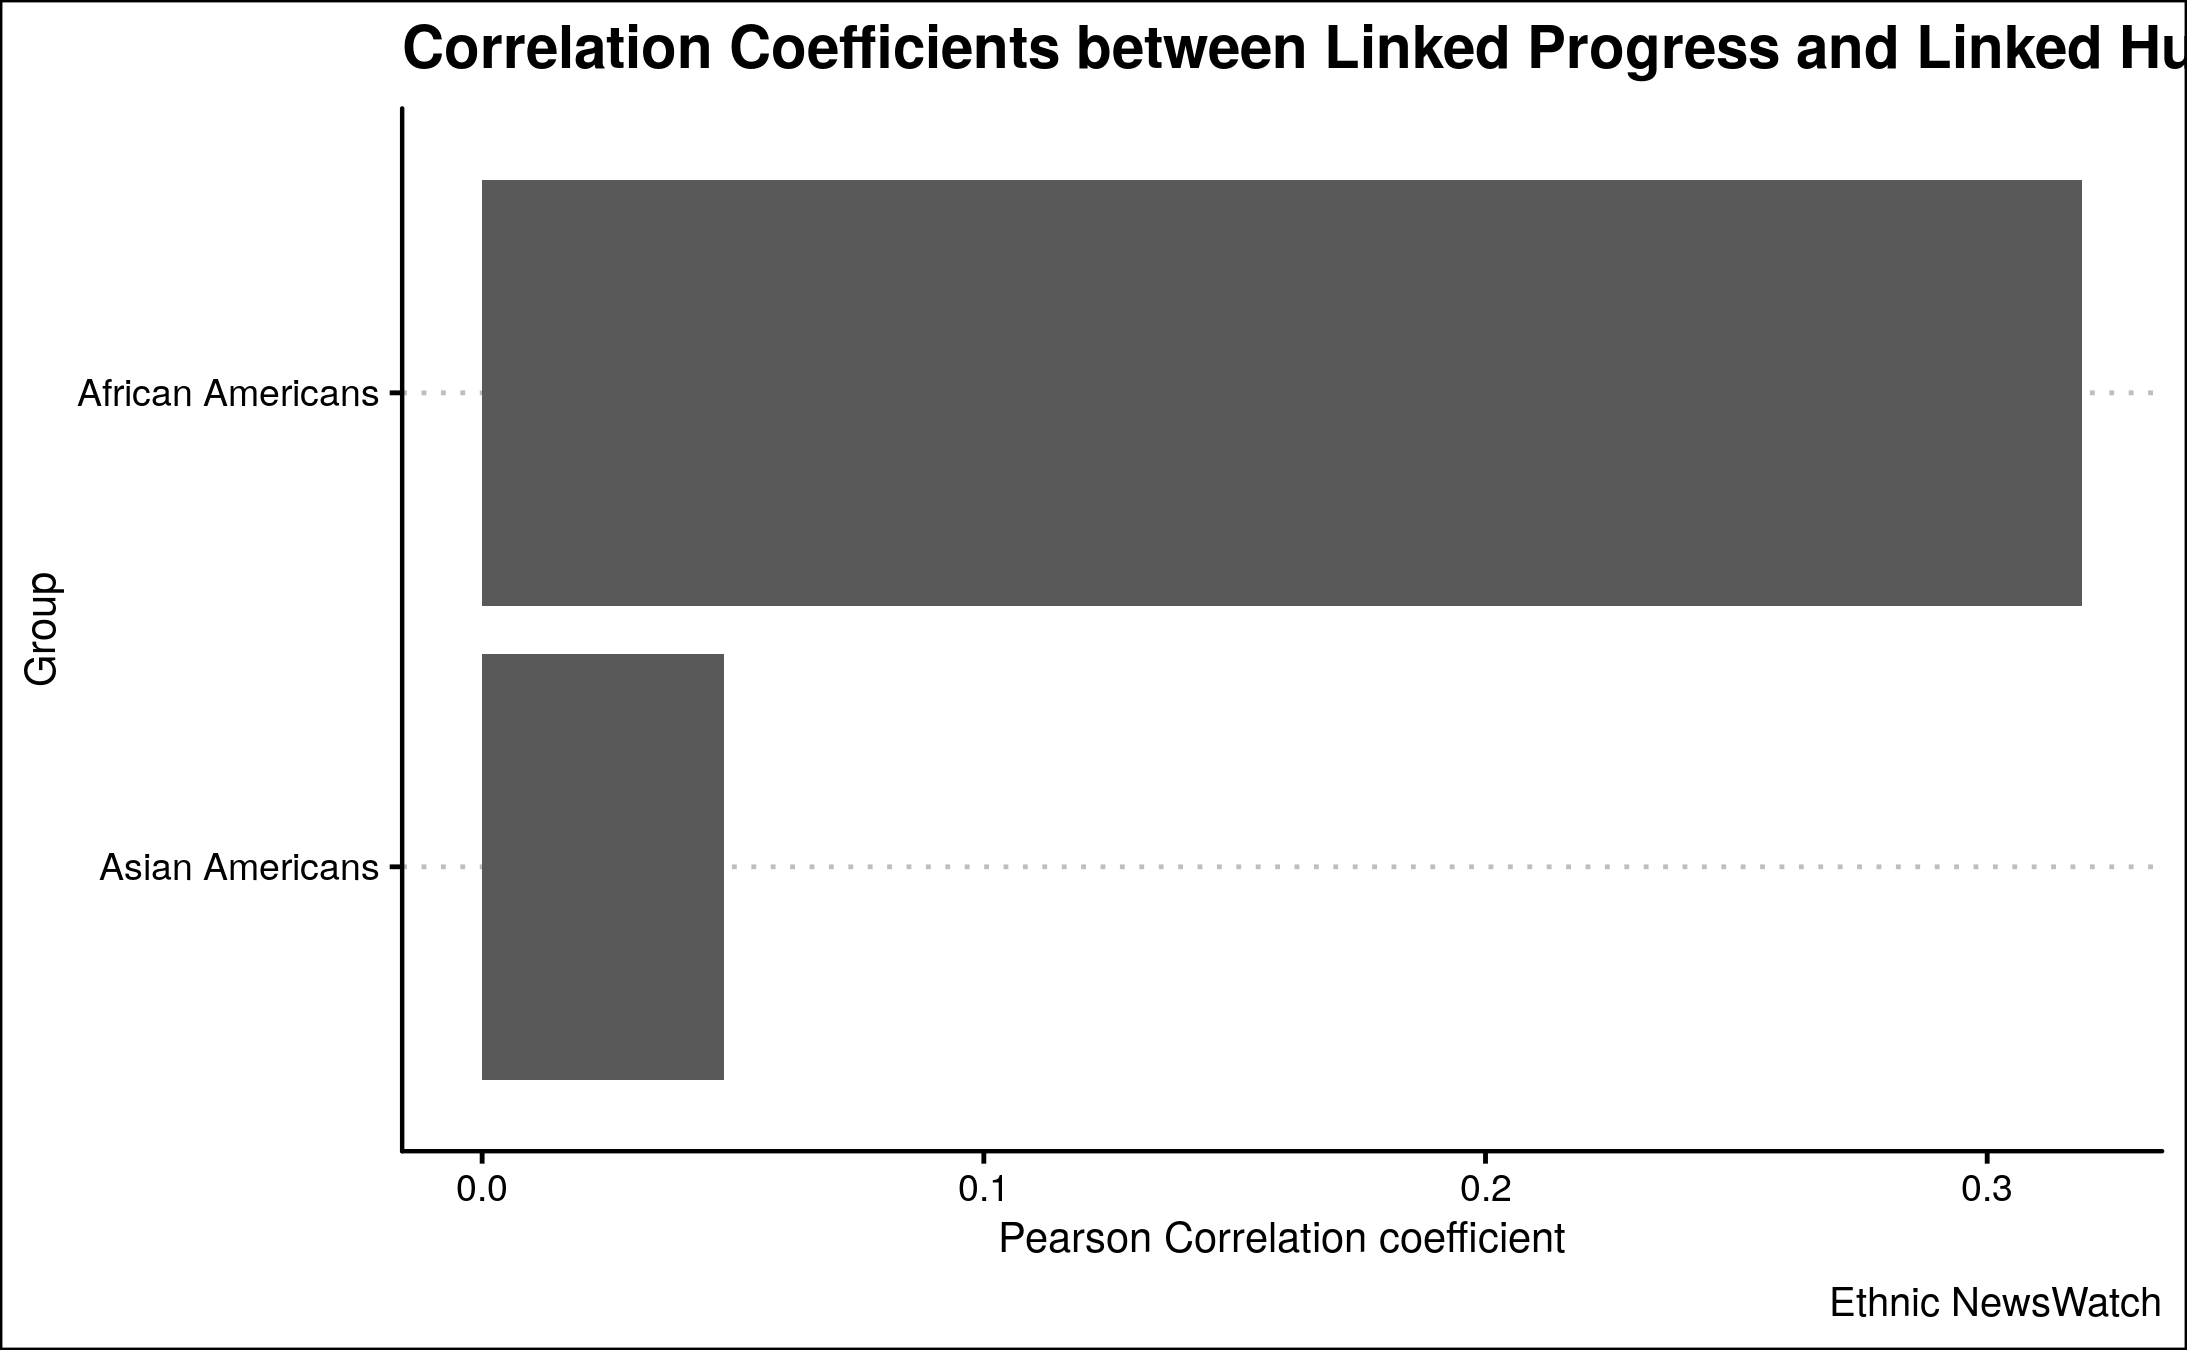 Correlation Coefficients between Linked Progress and Linked
African Americans
Asian Americans
Group
0.0 0.1 0.2 0.3
Pearson Correlation coefficient
Ethnic NewsWatch